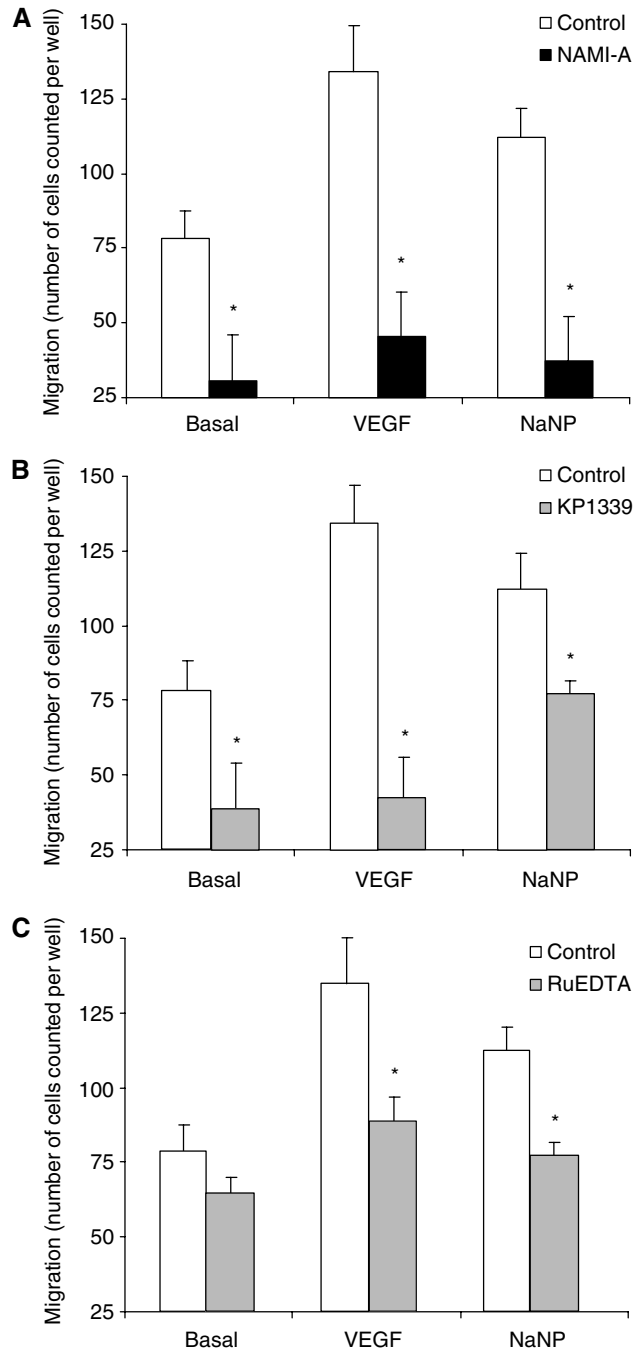 A
Migration (number of cells counted per well)
150
125
100
75
50
25
Control
NAMI-A
*
*
*
Basal
VEGF
NaNP
B
Migration (number of cells counted per well)
150
125
100
75
50
25
Control
KP1339
*
*
*
Basal
VEGF
NaNP
C
Migration (number of cells counted per well)
150
125
100
75
50
25
Control
RuEDTA
*
*
Basal
VEGF
NaNP